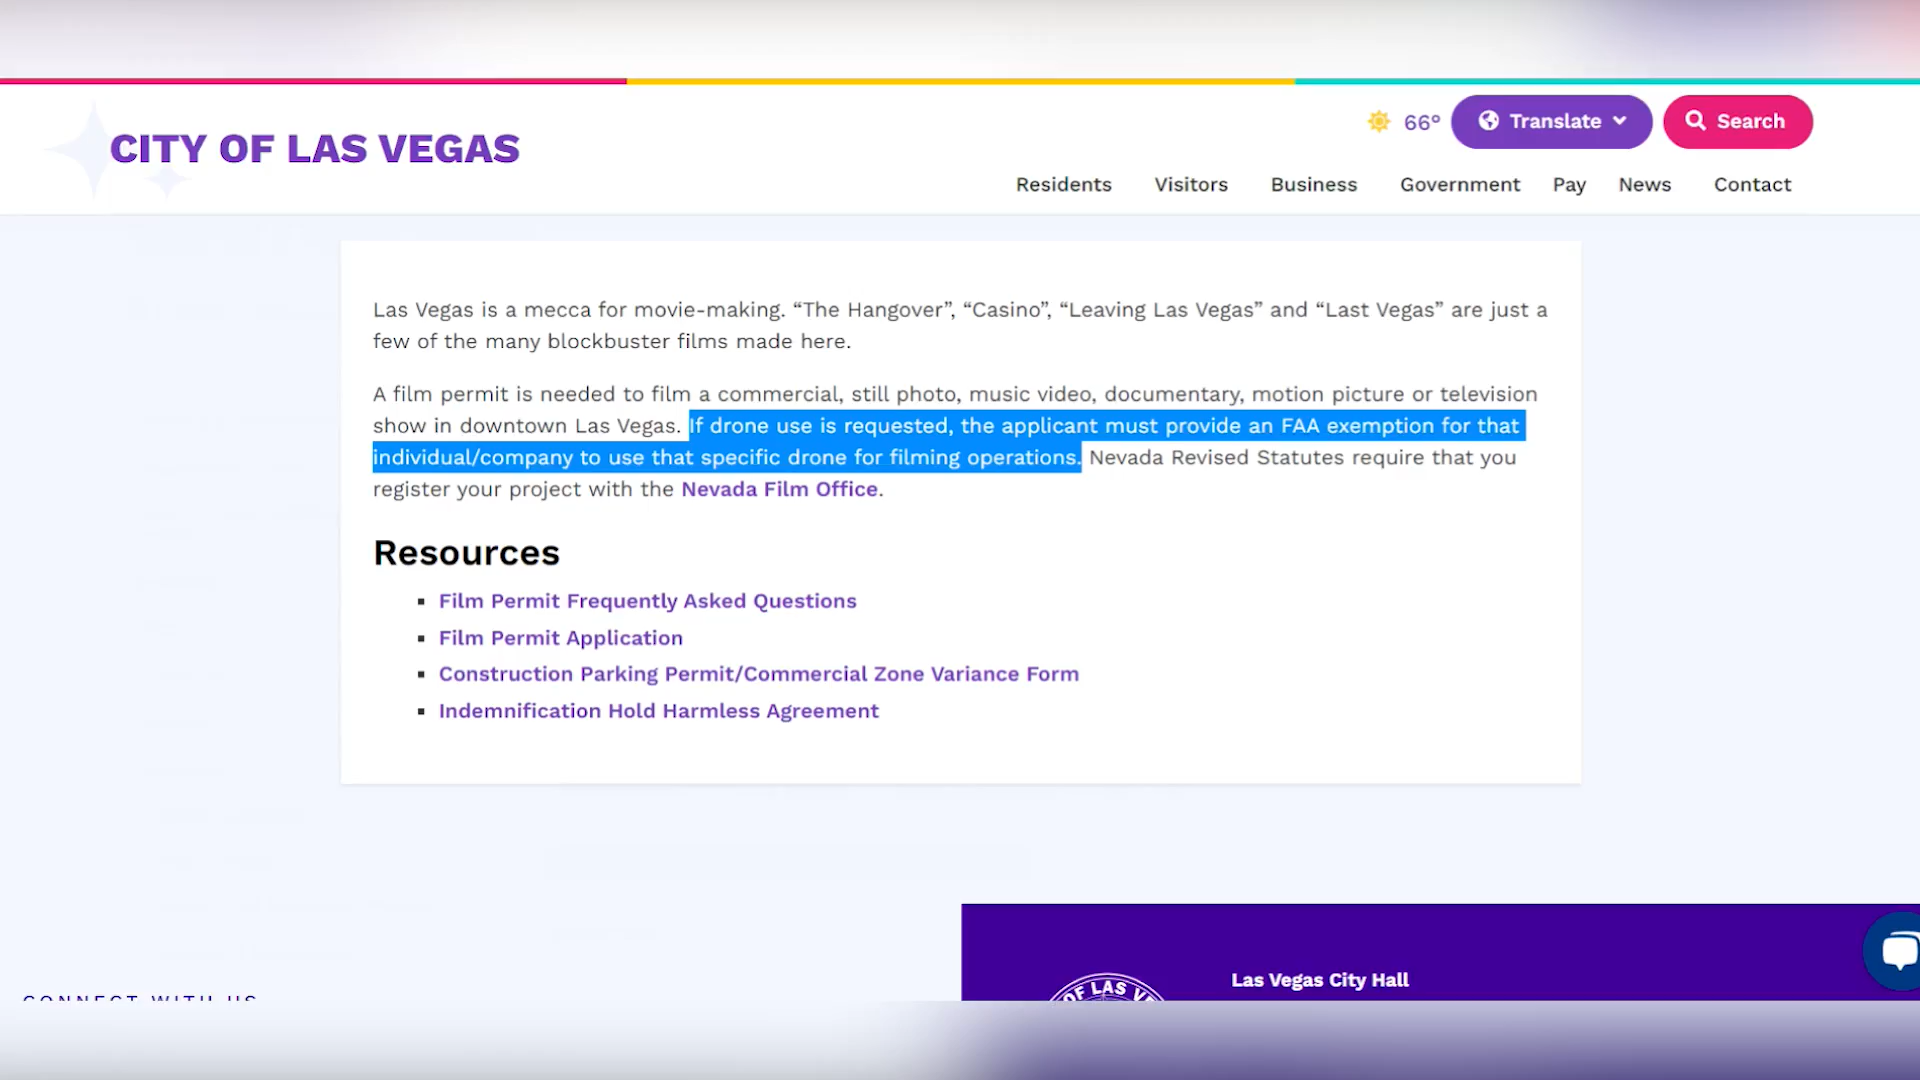 CITY OF LAS VEGAS
66°
Translate
Search
Residents
Visitors
Business
Government
Pay
News
Contact
Las Vegas is a mecca for movie-making. “The Hangover”, “Casino”, “Leaving Las Vegas” and “Last Vegas” are just a
few of the many blockbuster films made here.
A film permit is needed to film a commercial, still photo, music video, documentary, motion picture or television
show in downtown Las Vegas. If drone use is requested, the applicant must provide an FAA exemption for that
individual/company to use that specific drone for filming operations. Nevada Revised Statutes require that you
register your project with the Nevada Film Office.
Resources
Film Permit Frequently Asked Questions
Film Permit Application
Construction Parking Permit/Commercial Zone Variance Form
Indemnification Hold Harmless Agreement
Las Vegas City Hall
OF LAS VE
CONNECT WITH US